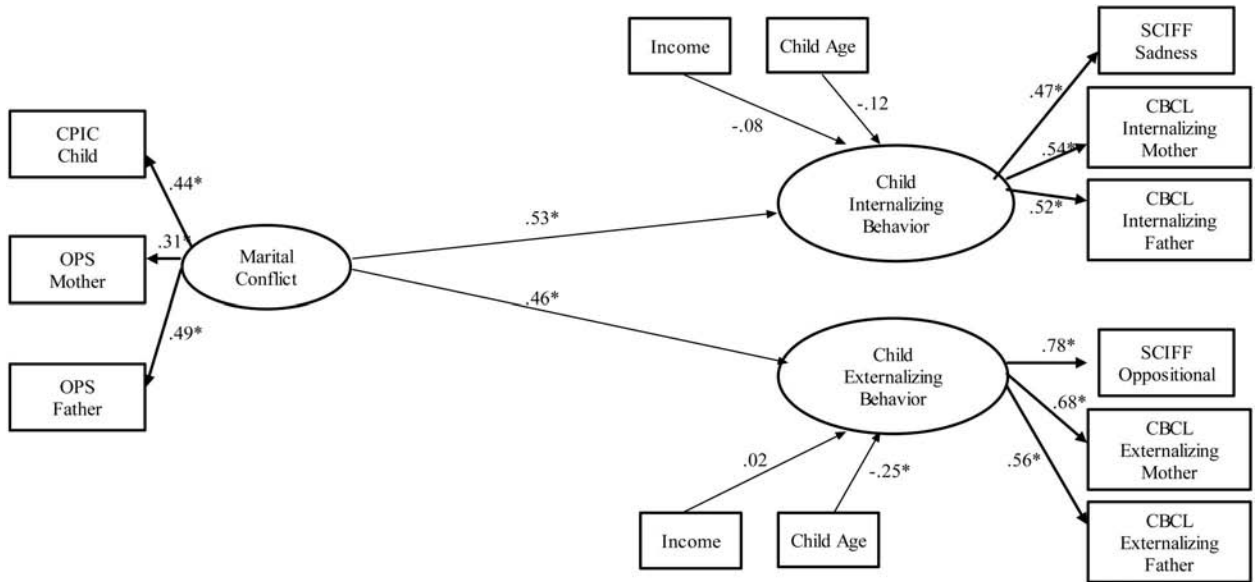 Income
Child Age
SCIFF
Sadness
-.08
-.12
.47*
CPIC
Child
CBCL
Internalizing
Mother
.54*
.44*
Child
Internalizing
Behavior
CBCL
Internalizing
Father
.52*
.53*
OPS
Mother
.31*
Marital
Conflict
.46*
.49*
OPS
Father
Child
Externalizing
Behavior
.78*
SCIFF
Oppositional
.68*
CBCL
Externalizing
Mother
.02
-.25*
.56*
Income
Child Age
CBCL
Externalizing
Father